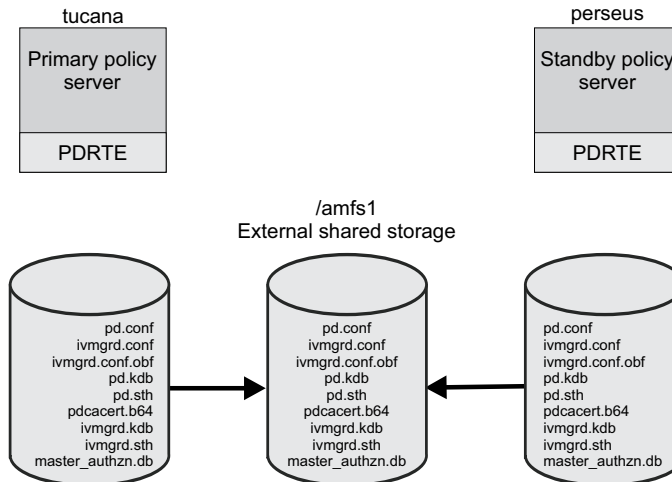 tucana
Primary policy
server
PDRTE
perseus
Standby policy
server
PDRTE
/amfs1
External shared storage
pd.conf
ivmgrd.conf
ivmgrd.conf.obf
pd.kdb
pd.sth
pdcacert.b64
ivmgrd.kdb
ivmgrd.sth
master_authzn.db
pd.conf
ivmgrd.conf
ivmgrd.conf.obf
pd.kdb
pd.sth
pdcacert.b64
ivmgrd.kdb
ivmgrd.sth
master_authzn.db
pd.conf
ivmgrd.conf
ivmgrd.conf.obf
pd.kdb
pd.sth
pdcacert.b64
ivmgrd.kdb
ivmgrd.sth
master_authzn.db